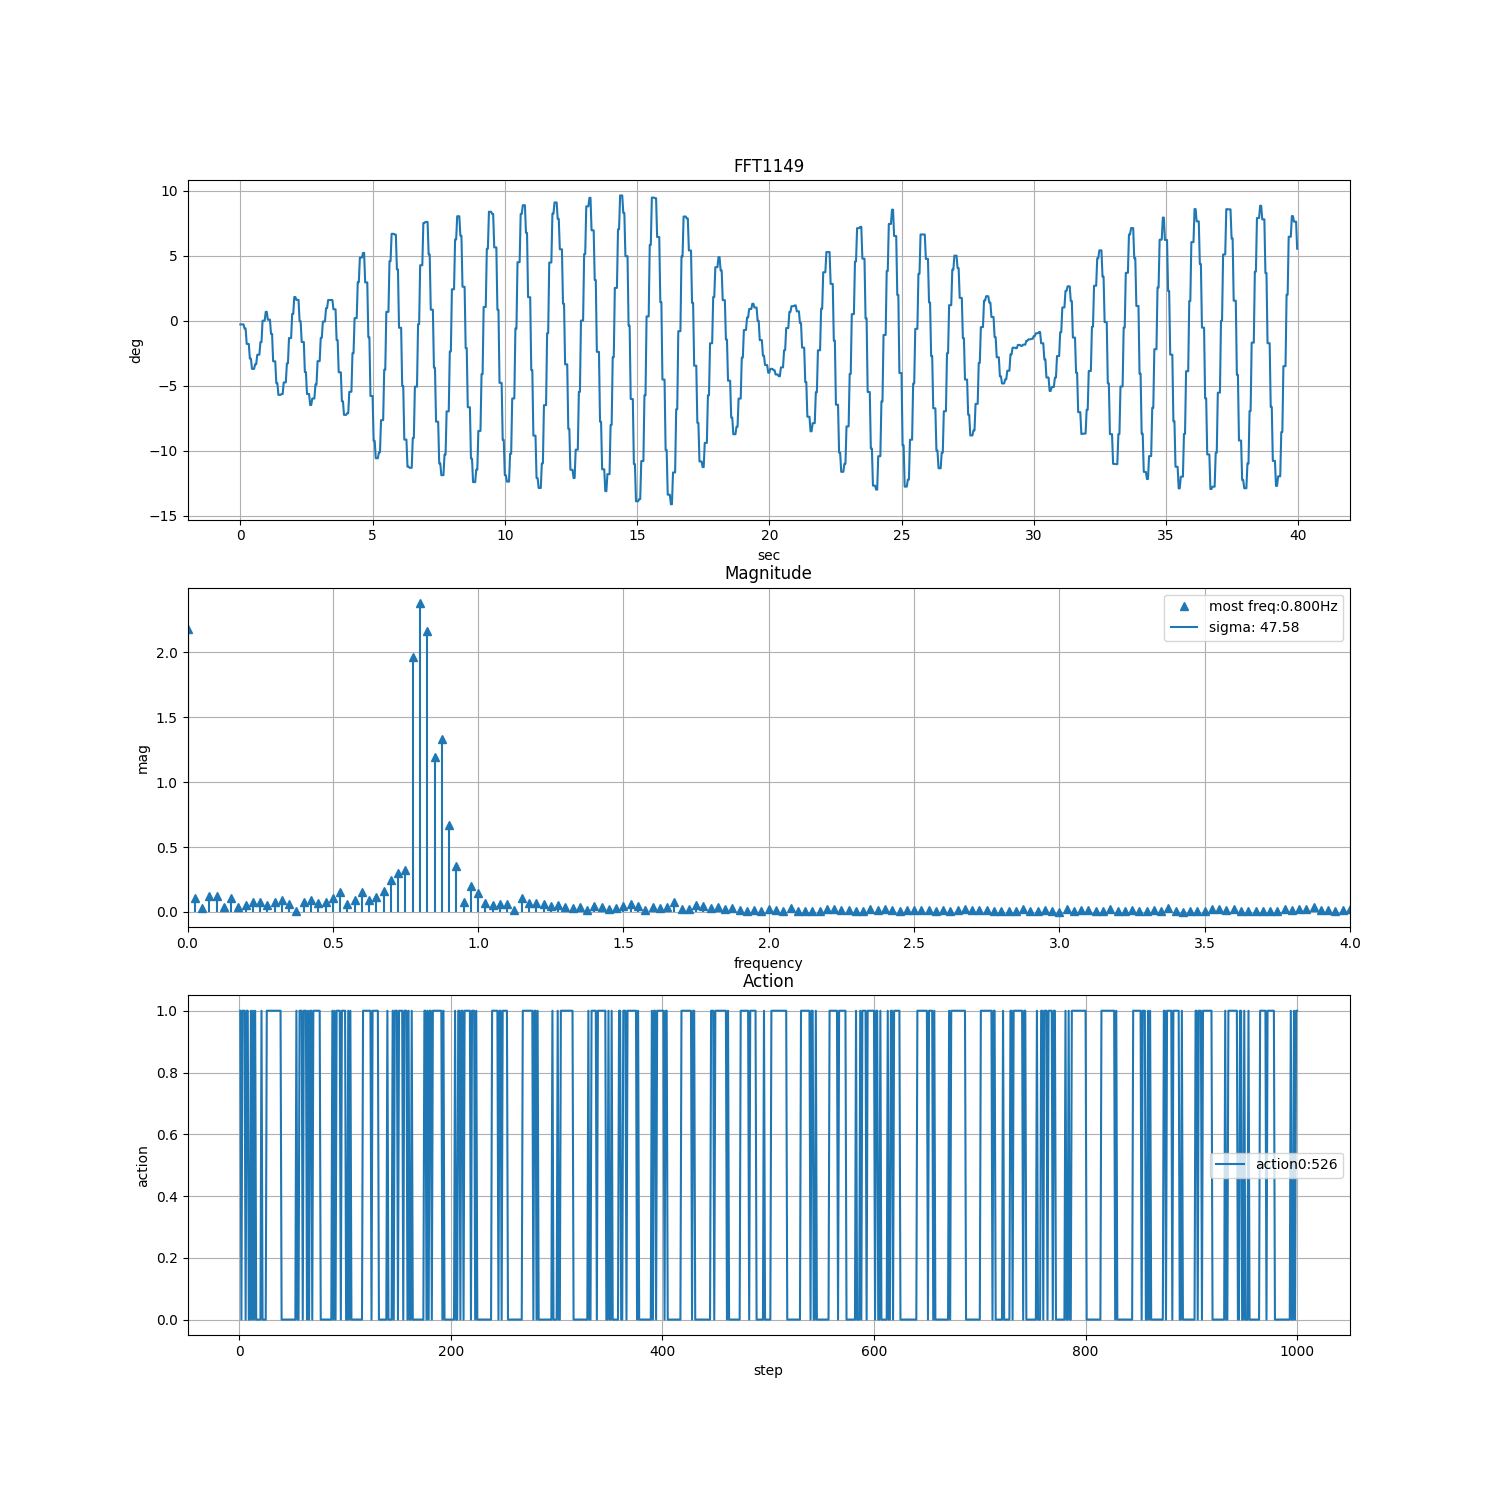 FFT1149
10
5
0
−5
−10
−15
deg
0 5 10 15 20 25 30 35 40
sec
Magnitude
most freq:0.800Hz
sigma: 47.58
2.0
1.5
1.0
0.5
0.0
mag
0.0 0.5 1.0 1.5 2.0 2.5 3.0 3.5 4.0
frequency
Action
1.0
0.8
0.6
0.4
0.2
0.0
action
action0:526
0 200 400 600 800 1000
step